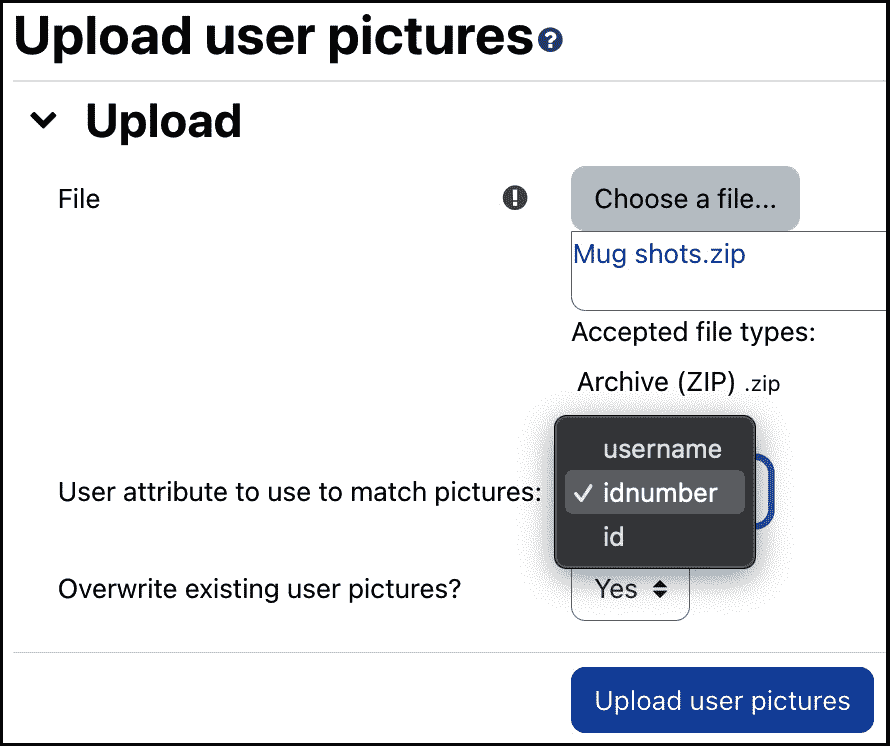 Upload user pictures ?
Upload
File
!
Choose a file...
Mug shots.zip
Accepted file types:
Archive (ZIP) .zip
username
User attribute to use to match pictures:
✓ idnumber
id
Overwrite existing user pictures?
Yes
Upload user pictures